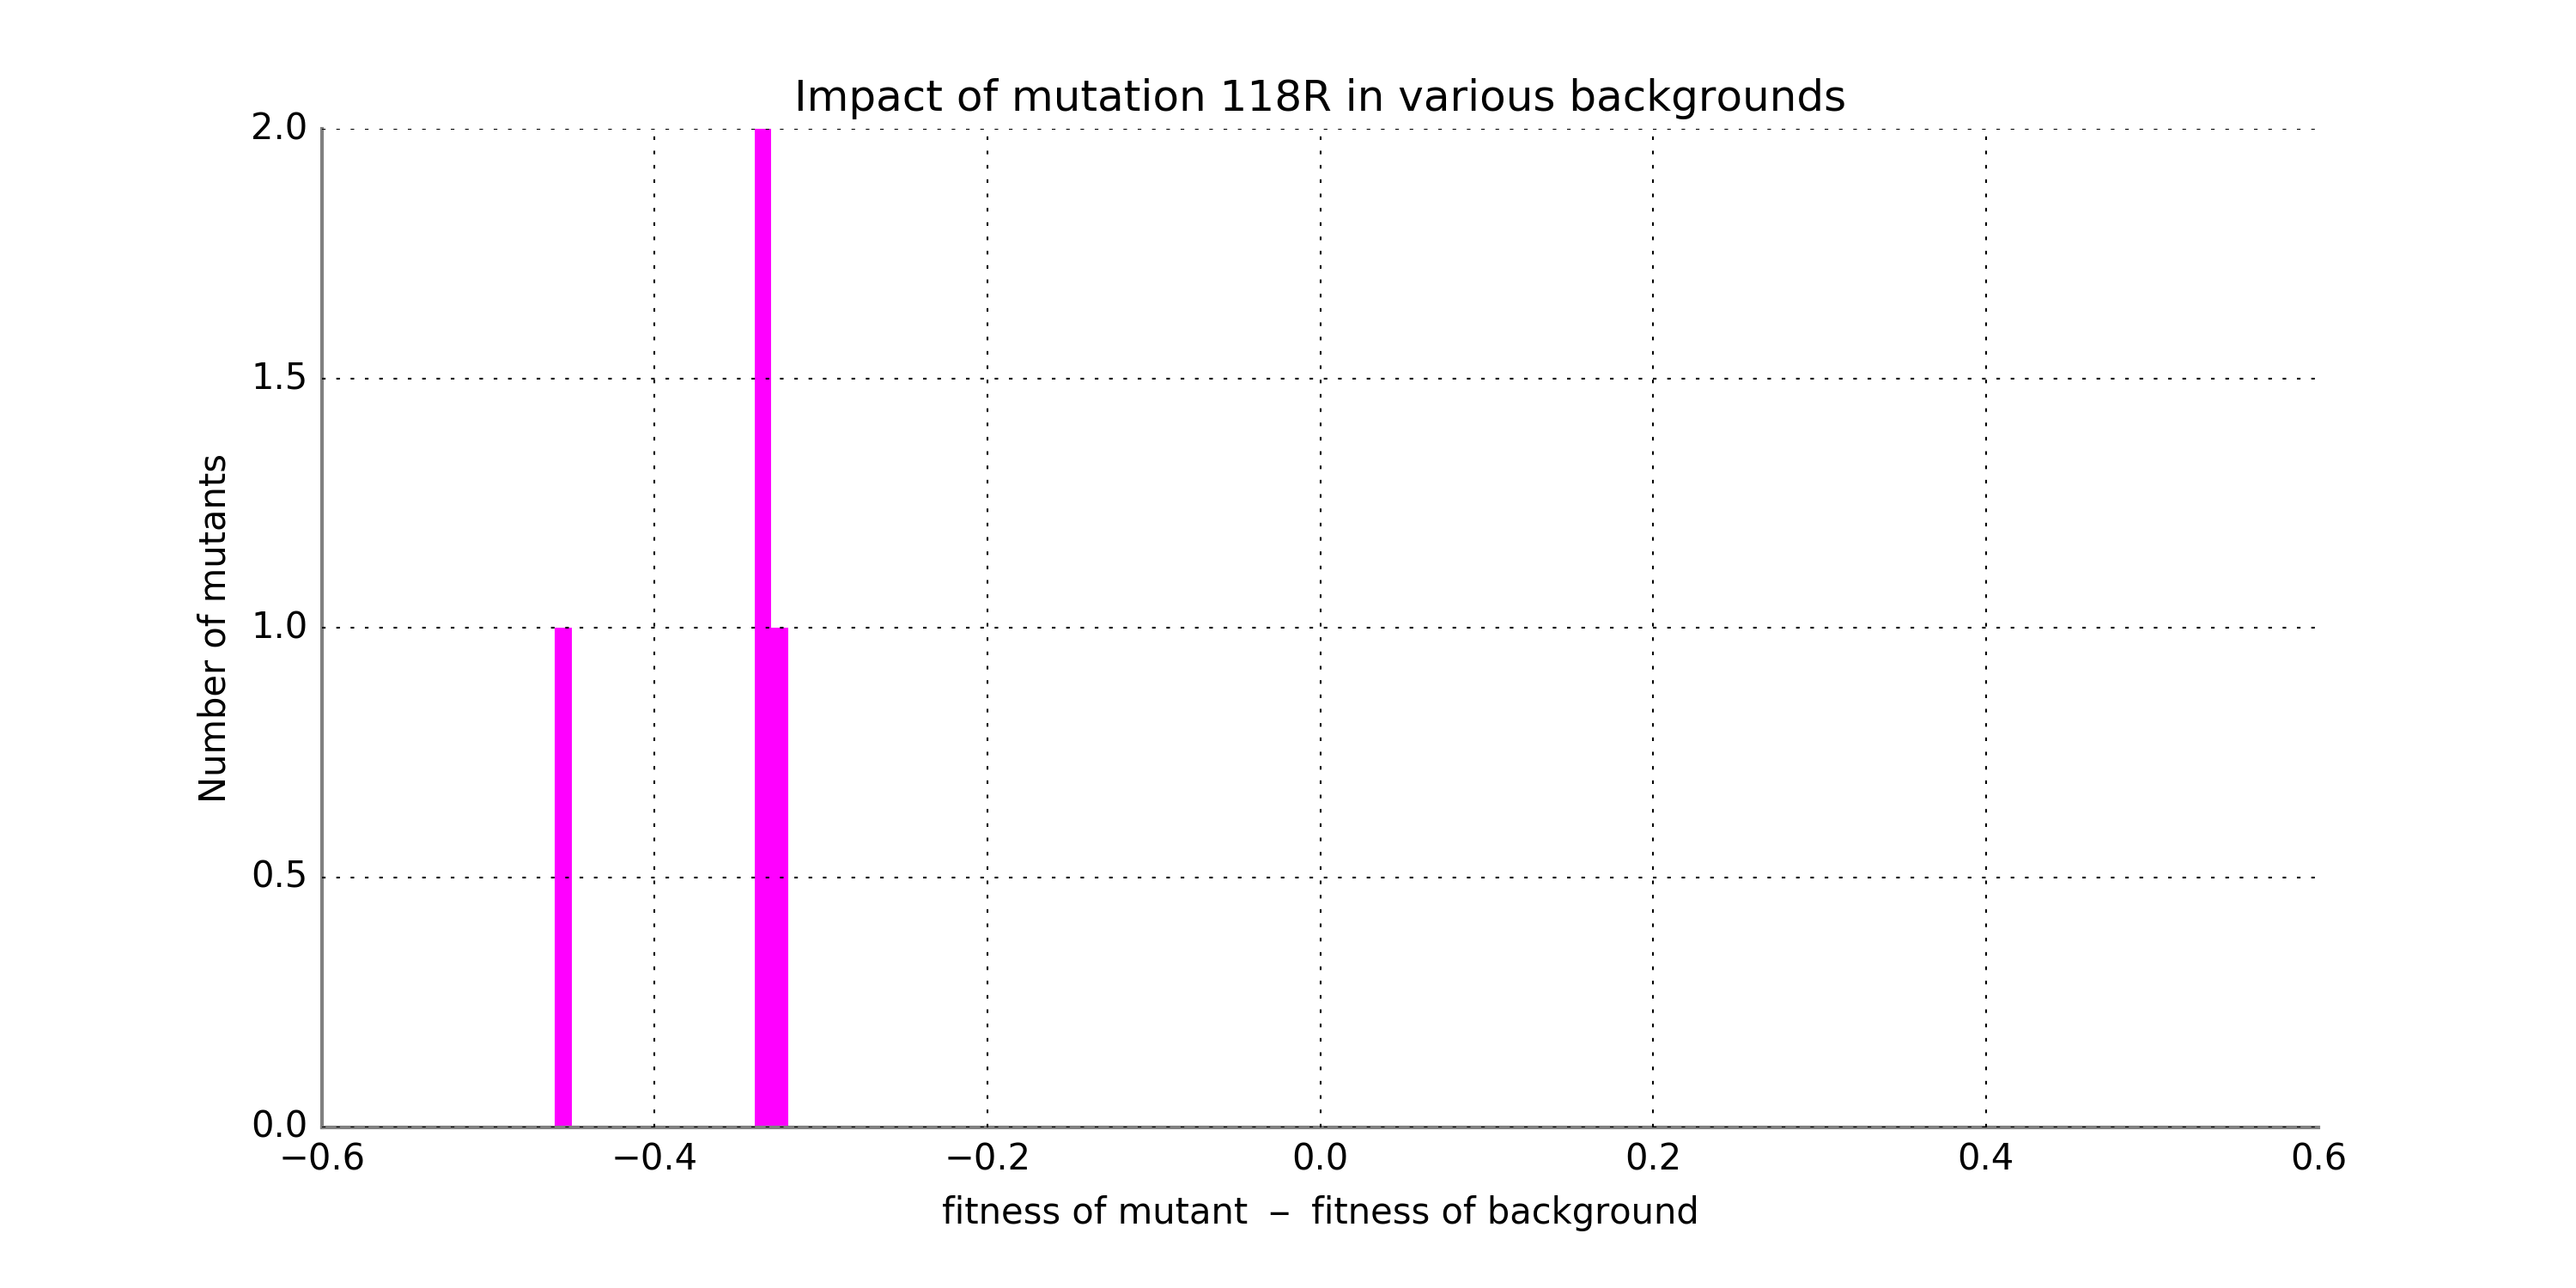 Impact of mutation 118R in various backgrounds
2.0
1.5
1.0
0.5
0.0
Number of mutants
−0.6 −0.4 −0.2 0.0 0.2 0.4 0.6
fitness of mutant − fitness of background